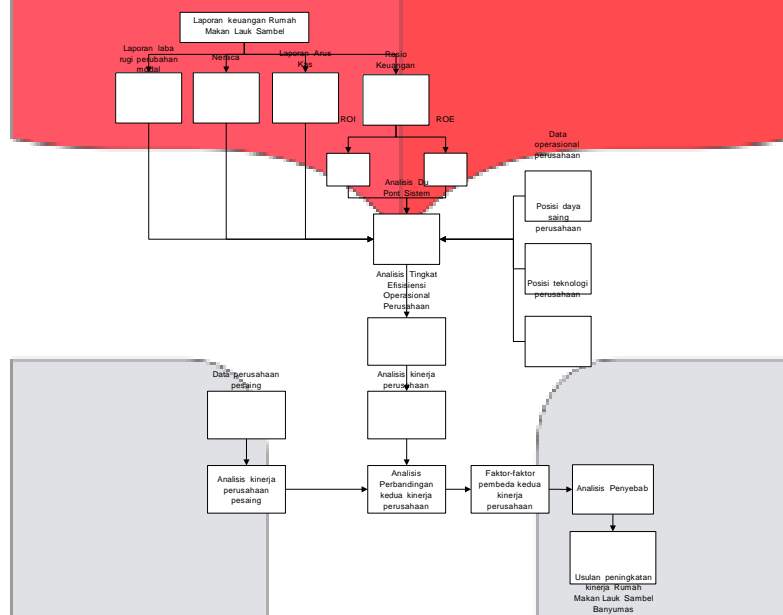 Laporan keuangan Rumah
Makan Lauk Sambel
Laporan laba
rugi perubahan
modal
Neraca
Laporan Arus
Kas
Rasio
Keuangan
ROI
ROE
Data
operasional
perusahaan
Analisis Du
Pont Sistem
Posisi daya
saing
perusahaan
Analisis Tingkat
Efisisiensi
Operasional
Perusahaan
Posisi teknologi
perusahaan
Data perusahaan
pesaing
Analisis kinerja
perusahaan
Analisis kinerja
perusahaan
pesaing
Analisis
Perbandingan
kedua kinerja
perusahaan
Faktor-faktor
pembeda kedua
kinerja
perusahaan
Analisis Penyebab
Usulan peningkatan
kinerja Rumah
Makan Lauk Sambel
Banyumas